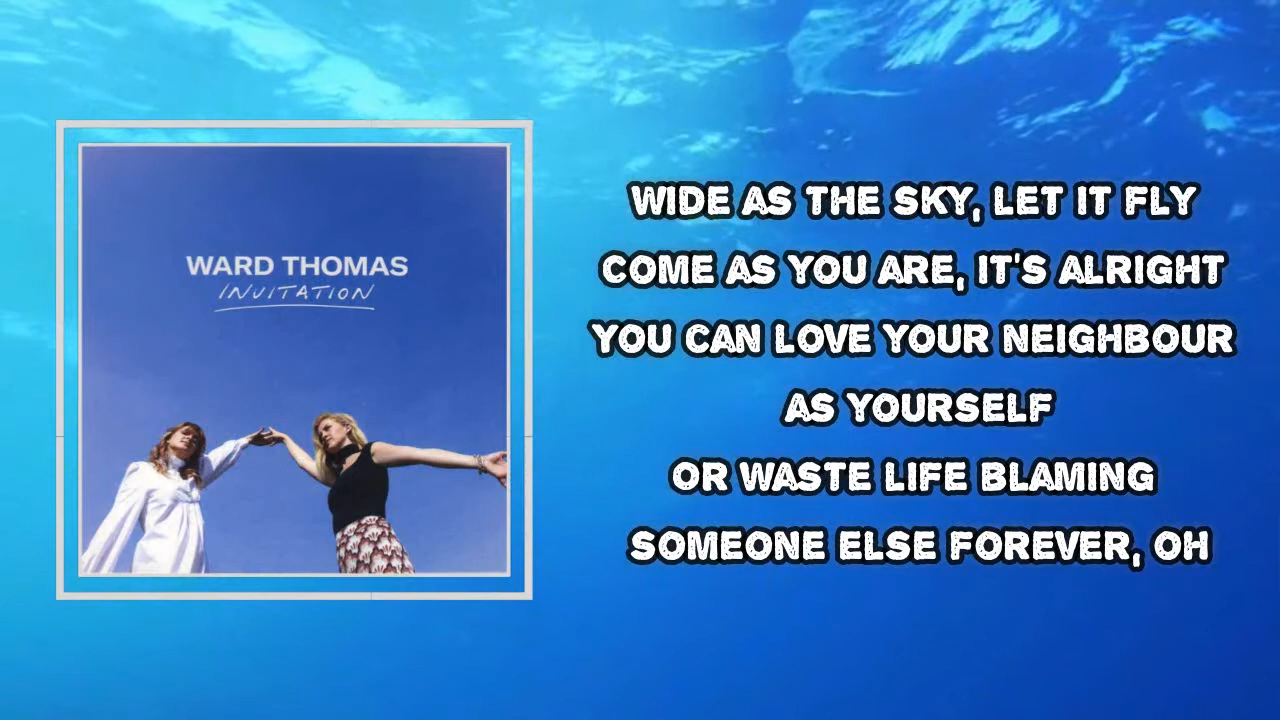 WARD THOMAS
INVITATION
WIDE AS THE SKY, LET IT FLY
COME AS YOU ARE, IT'S ALRIGHT
YOU CAN LOVE YOUR NEIGHBOUR
AS YOURSELF
OR WASTE LIFE BLAMING
SOMEONE ELSE FOREVER, OH